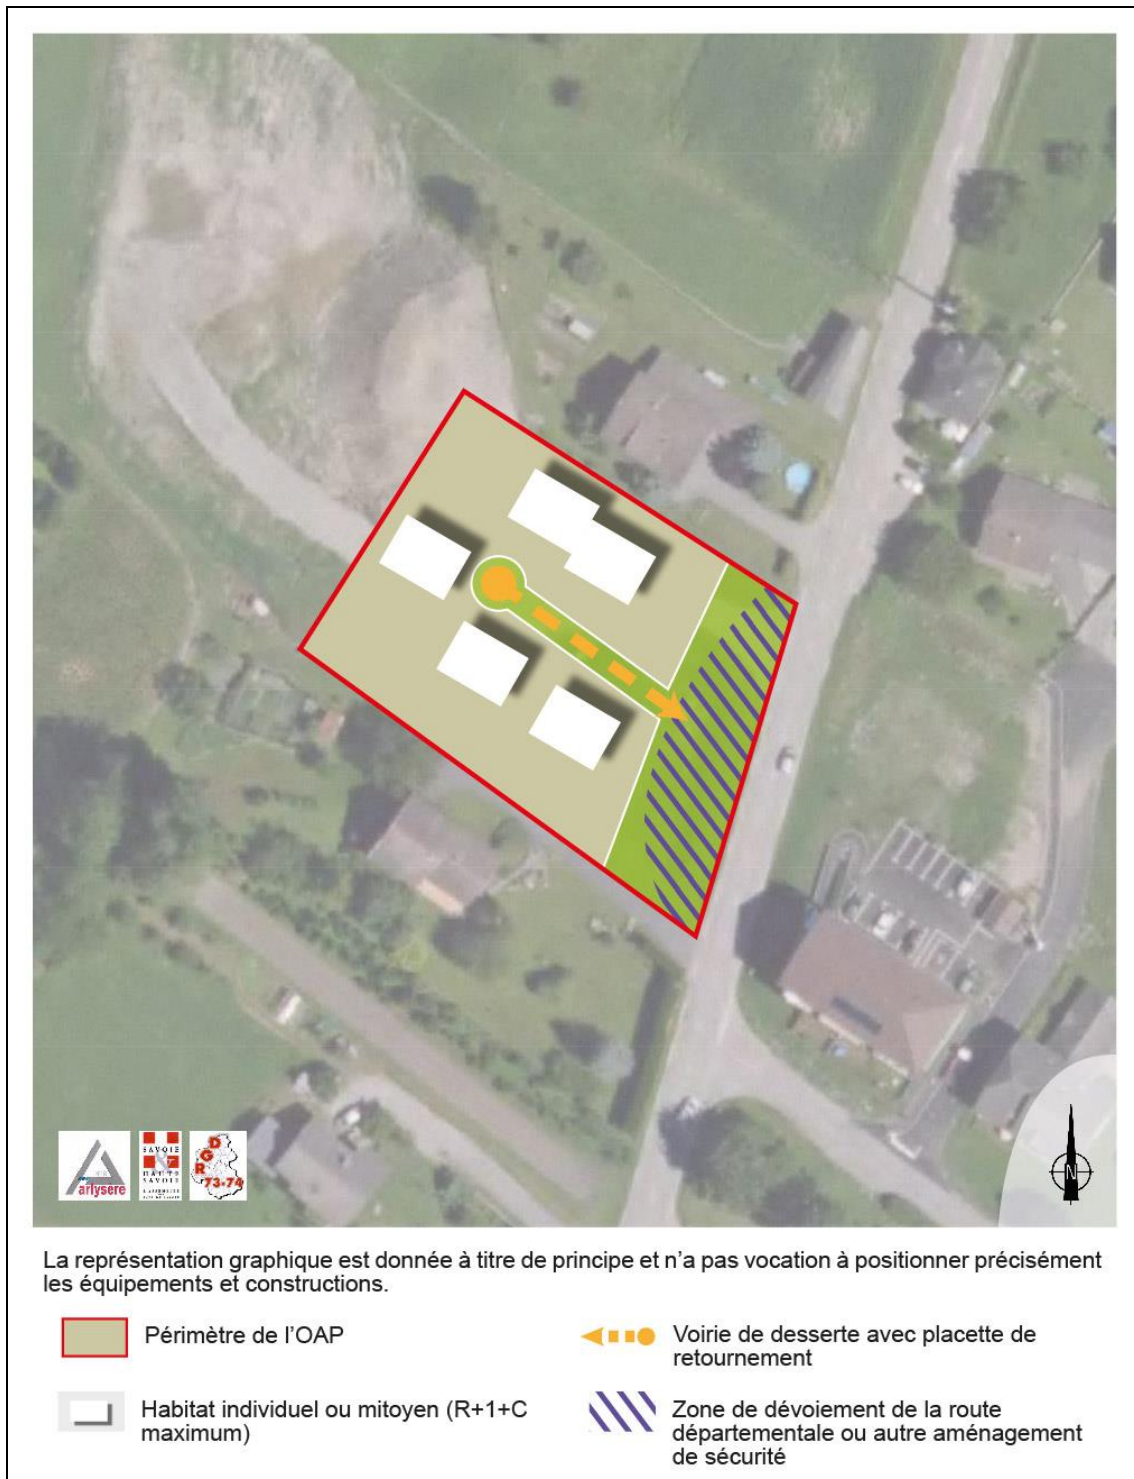 arlysere
SAVOIE
HAUTE
SAVOIE
D
G
R
73-74
N
La représentation graphique est donnée à titre de principe et n'a pas vocation à positionner précisément
les équipements et constructions.
Périmètre de l'OAP
Voirie de desserte avec placette de
retournement
Habitat individuel ou mitoyen (R+1+C
maximum)
Zone de dévoiement de la route
départementale ou autre aménagement
de sécurité